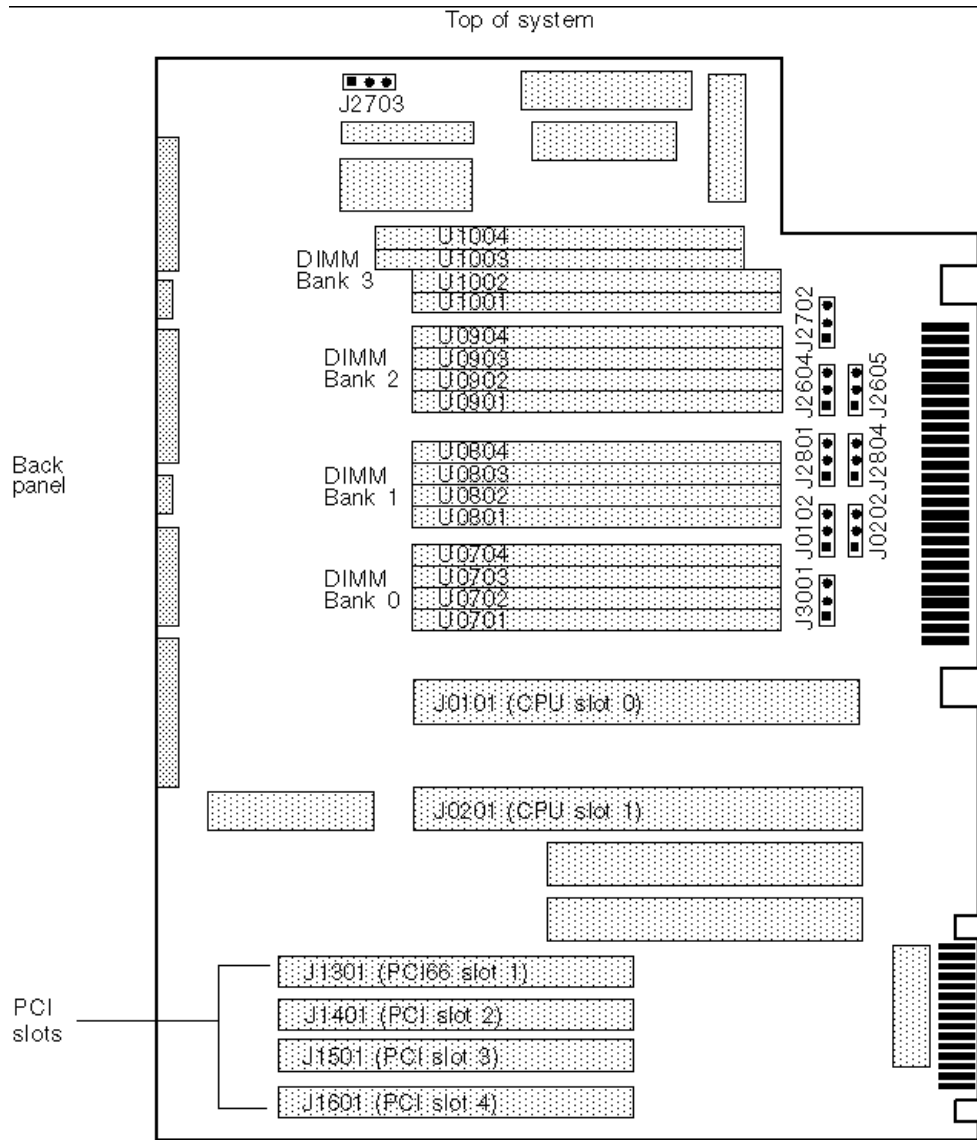 Top of system
J2703
U1004
U1003
U1002
U1001
DIMM
Bank 3
U0904
U0903
U0902
U0901
DIMM
Bank 2
U0804
U0803
U0802
U0801
DIMM
Bank 1
U0704
U0703
U0702
U0701
DIMM
Bank 0
J2702
J2604
J2605
J2801
J2804
J0102
J0202
J3001
Back
panel
J0101 (CPU slot 0)
J0201 (CPU slot 1)
PCI
slots
J1301 (PCI66 slot 1)
J1401 (PCI slot 2)
J1501 (PCI slot 3)
J1601 (PCI slot 4)